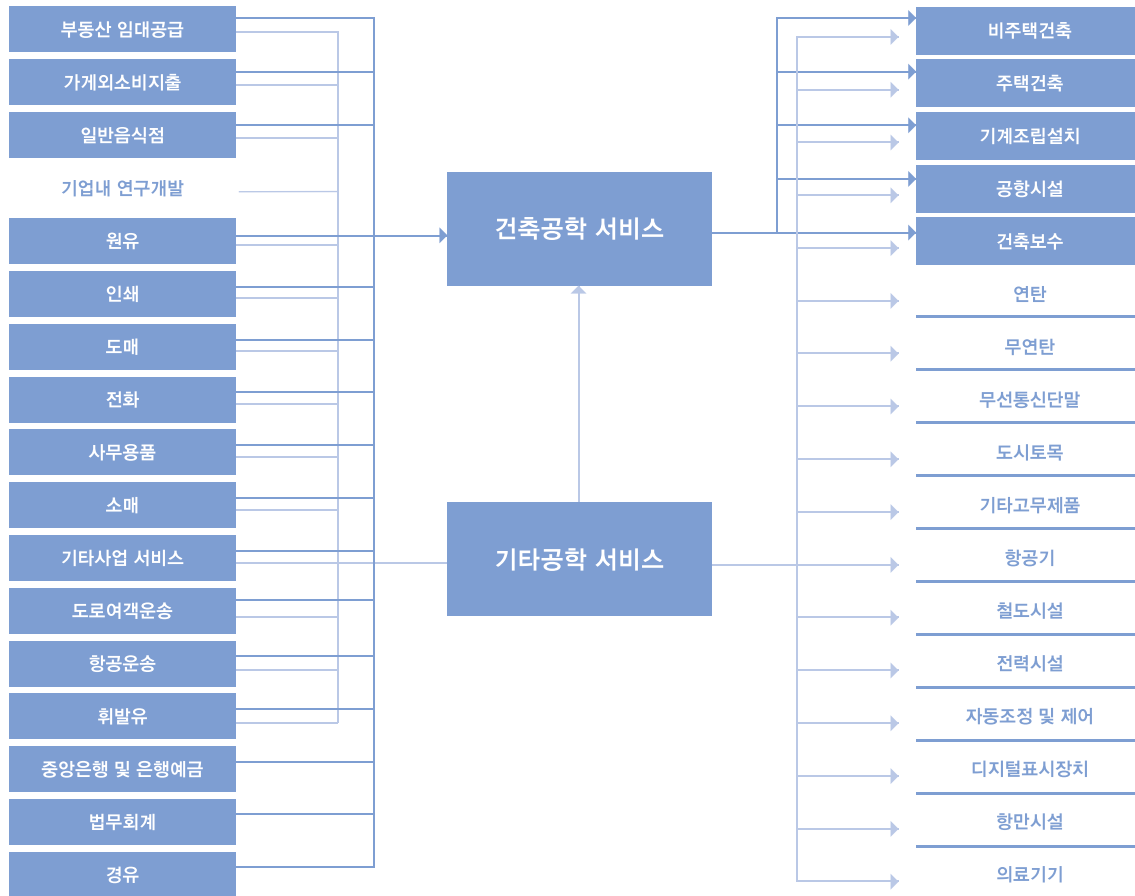 부동산 임대공급
가게외소비지출
일반음식점
기업내 연구개발
원유
인쇄
도매
전화
사무용품
소매
기타사업 서비스
도로여객운송
항공운송
휘발유
중앙은행 및 은행예금
법무회계
경유
건축공학 서비스
기타공학 서비스
비주택건축
주택건축
기계조립설치
공항시설
건축보수
연탄
무연탄
무선통신단말
도시토목
기타고무제품
항공기
철도시설
전력시설
자동조정 및 제어
디지털표시장치
항만시설
의료기기